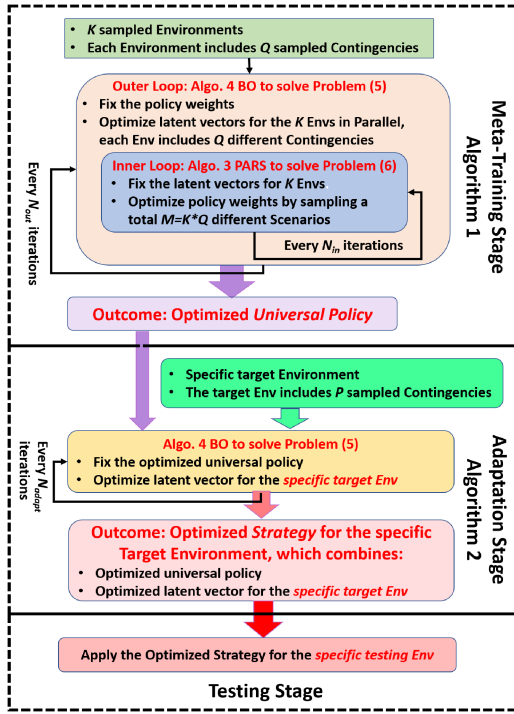 • K sampled Environments
• Each Environment includes Q sampled Contingencies
Outer Loop: Algo. 4 BO to solve Problem (5)
• Fix the policy weights
• Optimize latent vectors for the K Envs in Parallel,
each Env includes Q different Contingencies
Inner Loop: Algo. 3 PARS to solve Problem (6)
• Fix the latent vectors for K Envs.
• Optimize policy weights by sampling a
total M=K*Q different Scenarios
Every N_in iterations
Every N_out
iterations
Outcome: Optimized Universal Policy
Meta-Training Stage
Algorithm 1
• Specific target Environment
• The target Env includes P sampled Contingencies
Algo. 4 BO to solve Problem (5)
• Fix the optimized universal policy
• Optimize latent vector for the specific target Env
Every N_adapt
iterations
Outcome: Optimized Strategy for the specific
Target Environment, which combines:
• Optimized universal policy
• Optimized latent vector for the specific target Env
Adaptation Stage
Algorithm 2
Apply the Optimized Strategy for the specific testing Env
Testing Stage